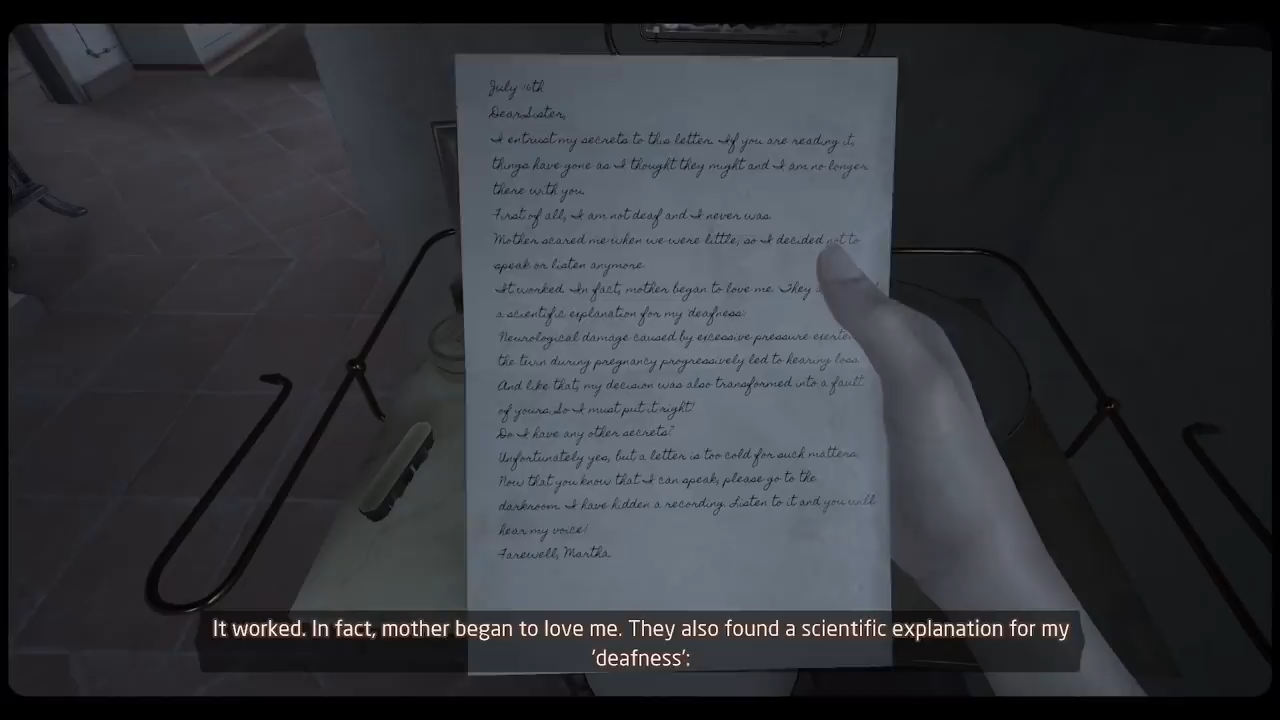 July 16th
Dear Sister,
I entrust my secrets to this letter. If you are reading it,
things have gone as I thought they might and I am no longer
there with you.
First of all, I am not deaf and I never was.
Mother scared me when we were little, so I decided not to
speak or listen anymore.
It worked. In fact, mother began to love me. They
a scientific explanation for my 'deafness':
Neurological damage caused by excessive pressure
the twin during pregnancy progressively led to hearing loss.
And like that, my decision was also transformed into a fault
of yours. So I must put it right!
Do I have any other secrets?
Unfortunately yes, but a letter is too cold for such matters.
Now that you know that I can speak, please go to the
darkroom. I have hidden a recording. Listen to it and you will
hear my voice!
Farewell, Martha
It worked. In fact, mother began to love me. They also found a scientific explanation for my
'deafness':